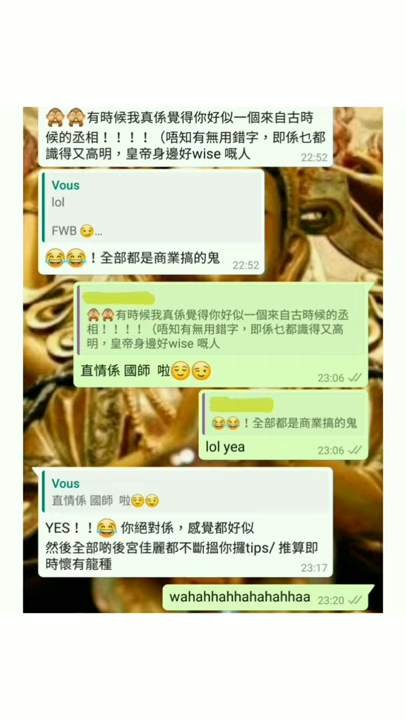 🙈🙈有時候我真係覺得你好似一個來自古時
候的丞相！！！！（唔知有無用錯字，即係乜都
識得又高明，皇帝身邊好wise 嘅人
22:52
Vous
lol
FWB 😏...
😂😂！全部都是商業搞的鬼
22:52
🙈🙈有時候我真係覺得你好似一個來自古時候的丞
相！！！！（唔知有無用錯字，即係乜都識得又高
明，皇帝身邊好wise 嘅人
直情係 國師 啦😏😏
23:06
😂😂！全部都是商業搞的鬼
lol yea
23:06
Vous
直情係 國師 啦😏😏
YES！！😂 你絕對係，感覺都好似
然後全部啲後宮佳麗都不斷搵你攞tips/ 推算即
時懷有龍種
23:17
wahahhahhahahahhaa
23:20